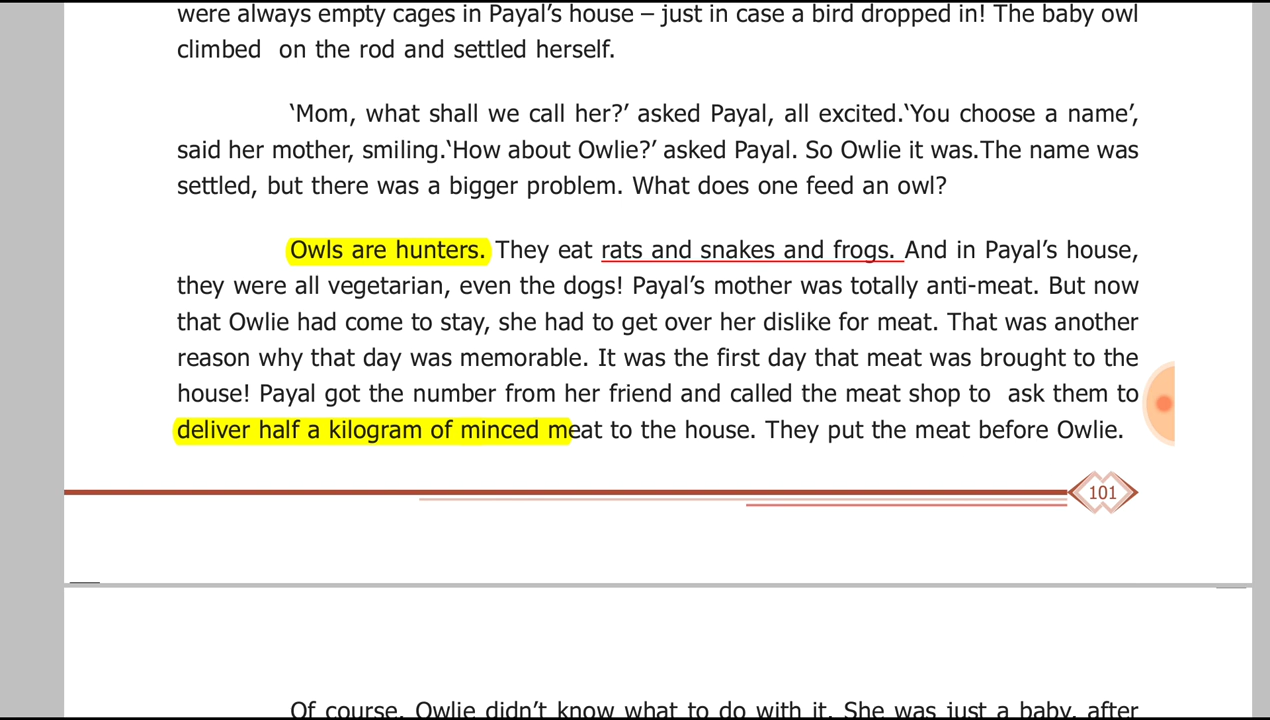 were always empty cages in Payal's house – just in case a bird dropped in! The baby owl
climbed on the rod and settled herself.
‘Mom, what shall we call her?’ asked Payal, all excited.‘You choose a name’,
said her mother, smiling.‘How about Owlie?’ asked Payal. So Owlie it was.The name was
settled, but there was a bigger problem. What does one feed an owl?
Owls are hunters. They eat rats and snakes and frogs. And in Payal’s house,
they were all vegetarian, even the dogs! Payal’s mother was totally anti-meat. But now
that Owlie had come to stay, she had to get over her dislike for meat. That was another
reason why that day was memorable. It was the first day that meat was brought to the
house! Payal got the number from her friend and called the meat shop to ask them to
deliver half a kilogram of minced meat to the house. They put the meat before Owlie.
101
Of course, Owlie didn’t know what to do with it. She was just a baby, after